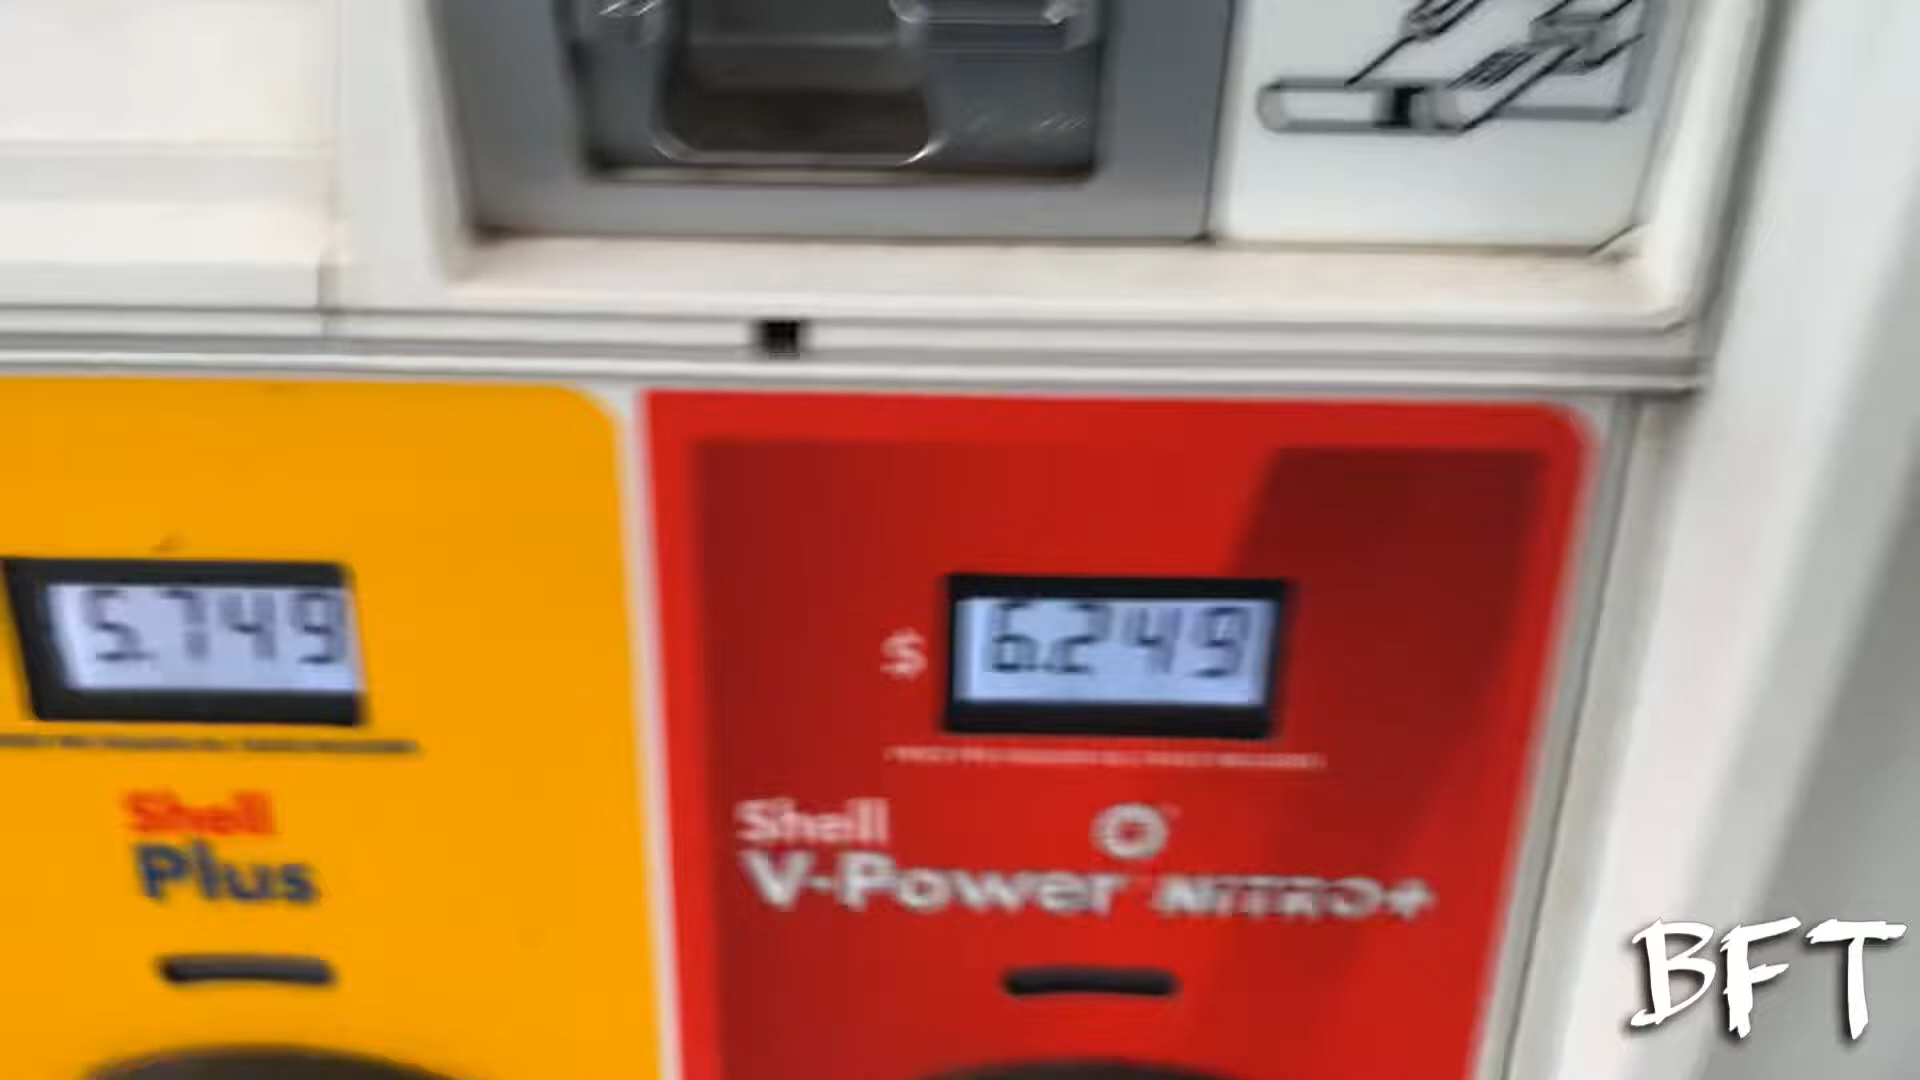 5.749
$ 6.249
Shell
Plus
Shell
V-Power NiTRO+
BFT